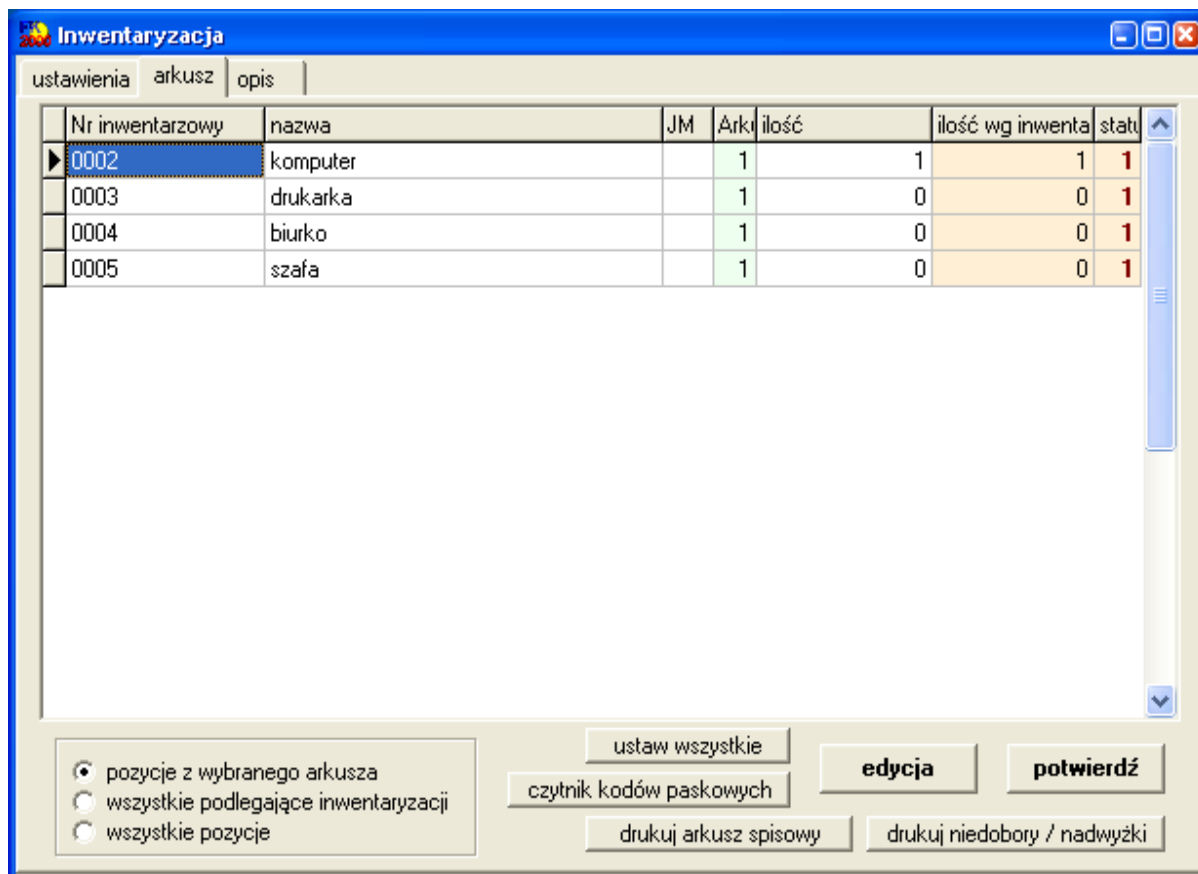 Inwentaryzacja
ustawienia arkusz opis
Nr inwentarzowy nazwa JM Arku ilość ilość wg inwenta statu
0002 komputer 1 1 1 1
0003 drukarka 1 0 0 1
0004 biurko 1 0 0 1
0005 szafa 1 0 0 1
ustaw wszystkie
edycja potwierdź
pozycje z wybranego arkusza
czytnik kodów paskowych
wszystkie podlegające inwentaryzacji
wszystkie pozycje
drukuj arkusz spisowy drukuj niedobory / nadwyżki